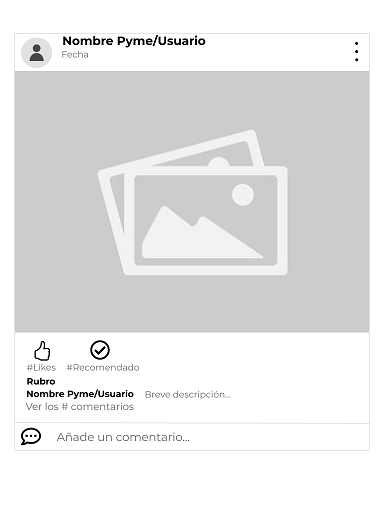 Nombre Pyme/Usuario
Fecha
#Likes #Recomendado
Rubro
Nombre Pyme/Usuario Breve descripción...
Ver los # comentarios
Añade un comentario...